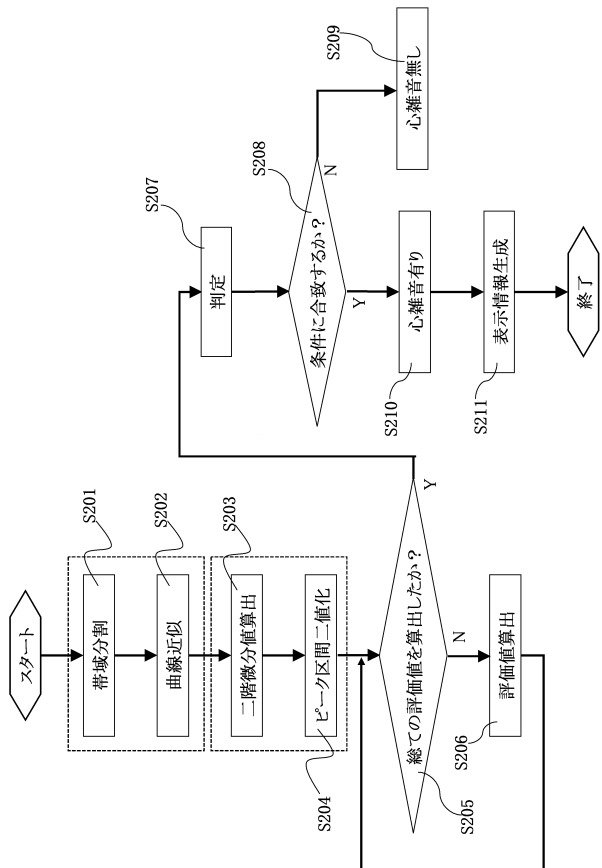 スタート
帯域分割
S201
曲線近似
S202
二階微分値算出
S203
ピーク区間二値化
S204
総ての評価値を算出したか?
S205
N
Y
評価値算出
S206
判定
S207
条件に合致するか?
S208
N
Y
心雑音無し
S209
心雑音有り
S210
表示情報生成
S211
終了